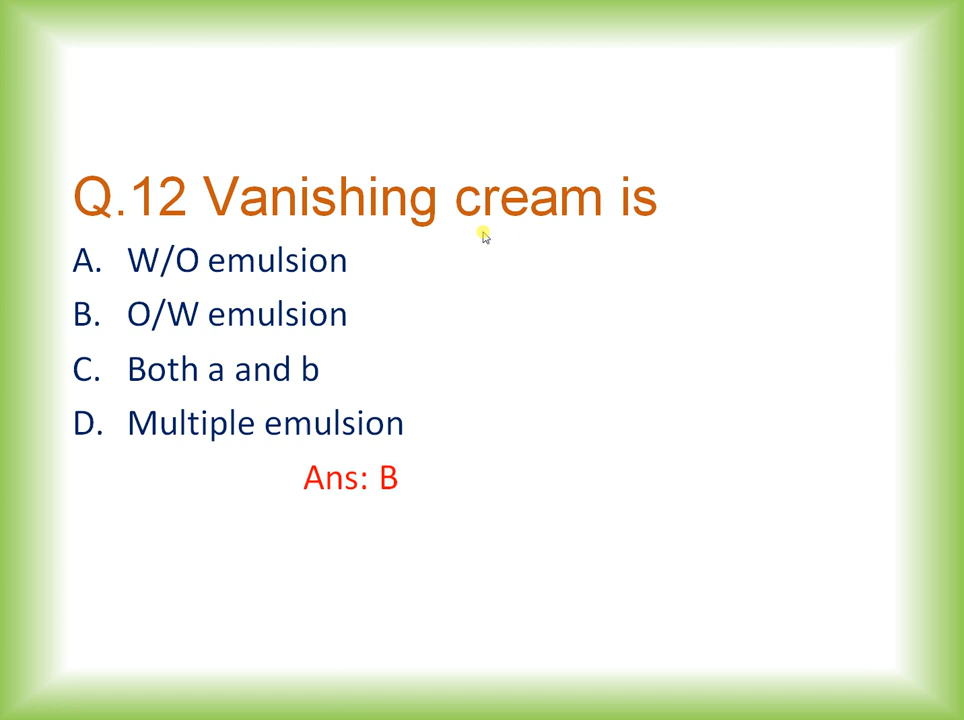 Q.12 Vanishing cream is
A. W/O emulsion
B. O/W emulsion
C. Both a and b
D. Multiple emulsion
Ans: B